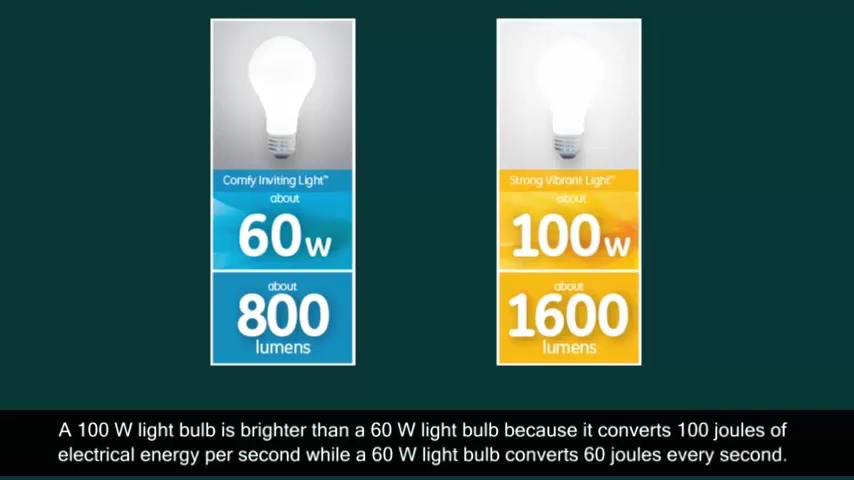 Comfy Inviting Light™
about
60w
about
800
lumens
Strong Vibrant Light™
about
100w
about
1600
lumens
A 100 W light bulb is brighter than a 60 W light bulb because it converts 100 joules of
electrical energy per second while a 60 W light bulb converts 60 joules every second.